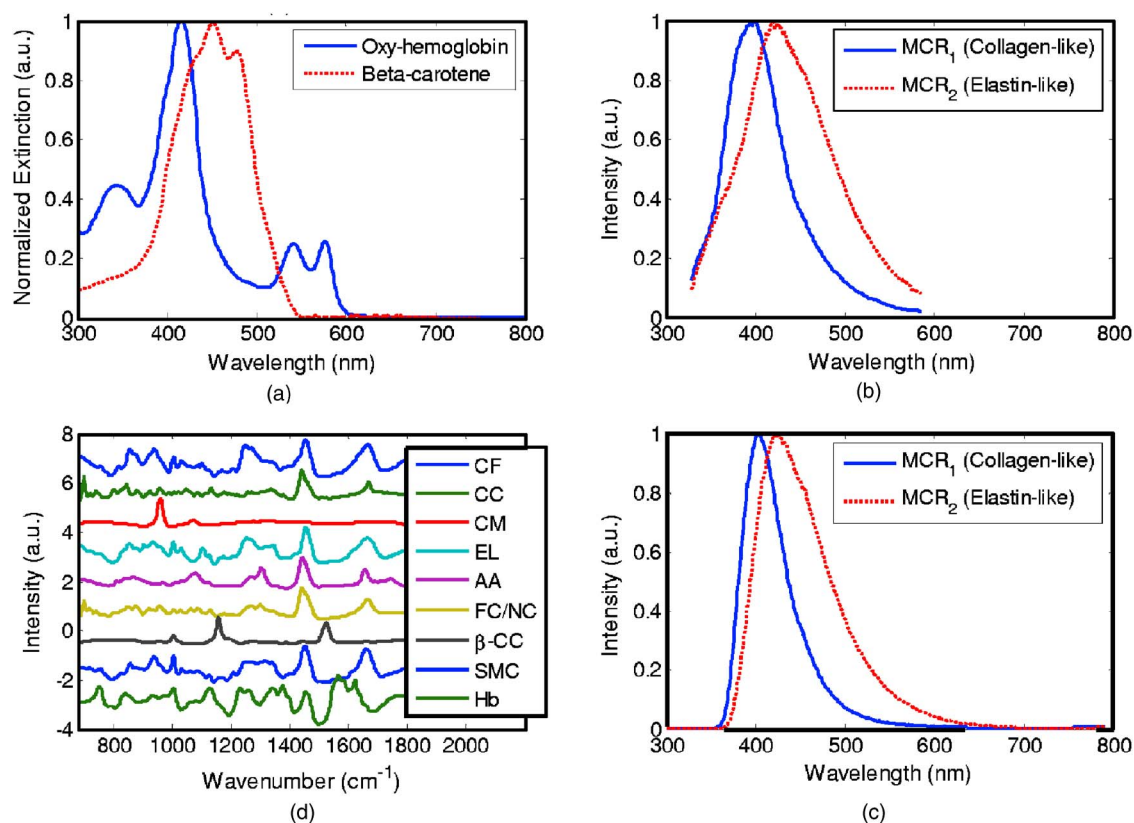 1
0.8
0.6
0.4
0.2
0
300 400 500 600 700 800
Normalized Extinction (a.u.)
Wavelength (nm)
Oxy-hemoglobin
Beta-carotene
(a)
1
0.8
0.6
0.4
0.2
0
300 400 500 600 700 800
Intensity (a.u.)
Wavelength (nm)
MCR1 (Collagen-like)
MCR2 (Elastin-like)
(b)
8
6
4
2
0
-2
-4
800 1000 1200 1400 1600 1800 2000
Intensity (a.u.)
Wavenumber (cm-1)
CF
CC
CM
EL
AA
FC/NC
β-CC
SMC
Hb
(d)
1
0.8
0.6
0.4
0.2
0
300 400 500 600 700 800
Intensity (a.u.)
Wavelength (nm)
MCR1 (Collagen-like)
MCR2 (Elastin-like)
(c)